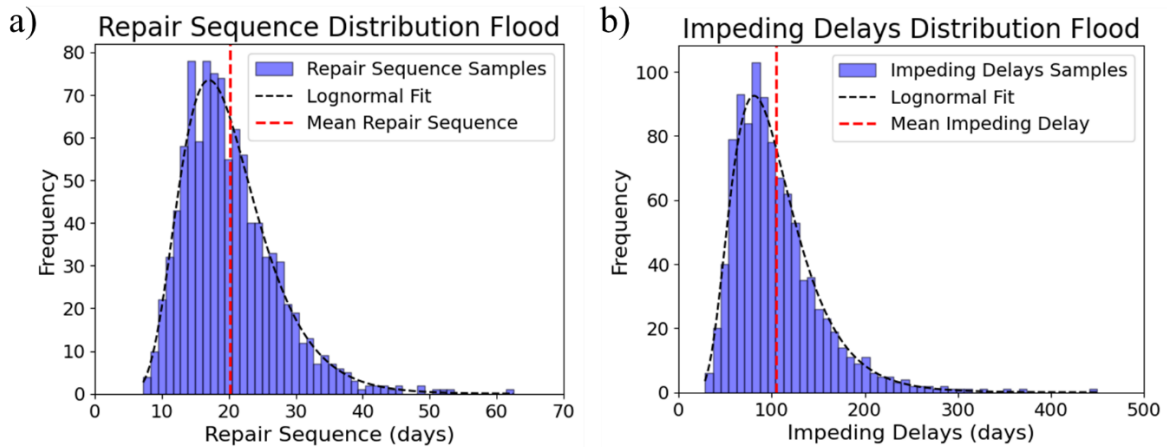 a)
Repair Sequence Distribution Flood
Repair Sequence Samples
Lognormal Fit
Mean Repair Sequence
Frequency
80
70
60
50
40
30
20
10
0
0 10 20 30 40 50 60 70
Repair Sequence (days)
b)
Impeding Delays Distribution Flood
Impeding Delays Samples
Lognormal Fit
Mean Impeding Delay
Frequency
100
80
60
40
20
0
0 100 200 300 400 500
Impeding Delays (days)